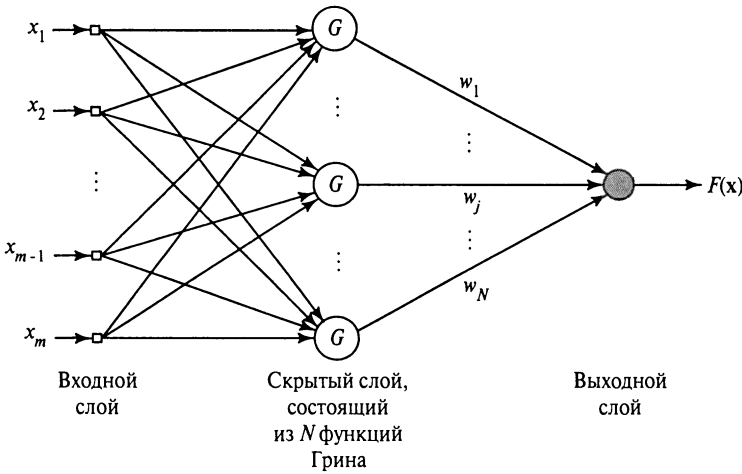 x1
G
x2
w1
G
wj
F(x)
xm-1
wN
xm
G
Входной
слой
Скрытый слой,
состоящий
из N функций
Грина
Выходной
слой